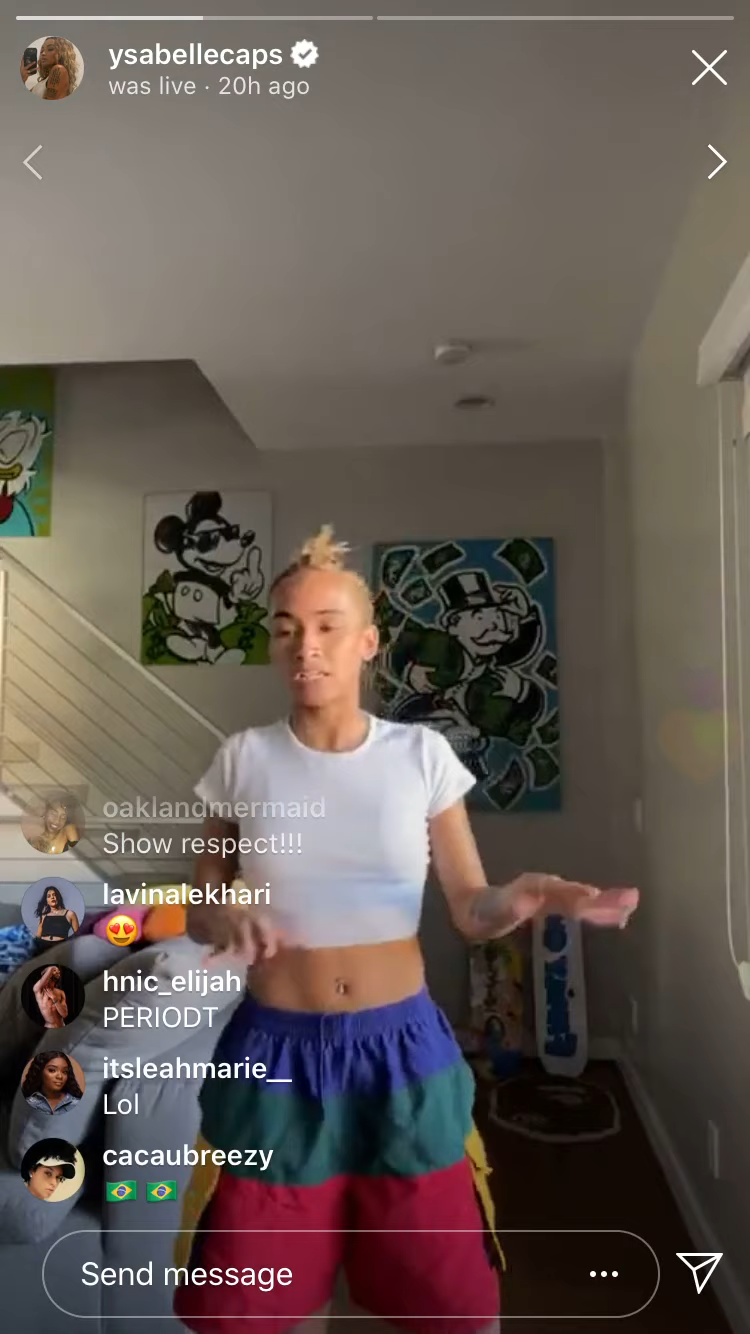 ysabellecaps
was live · 20h ago
oaklandmermaid
Show respect!!!
lavinalekhari
😍
hnic_elijah
PERIODT
itsleahmarie__
Lol
cacaubreezy
🇧🇷 🇧🇷
Send message